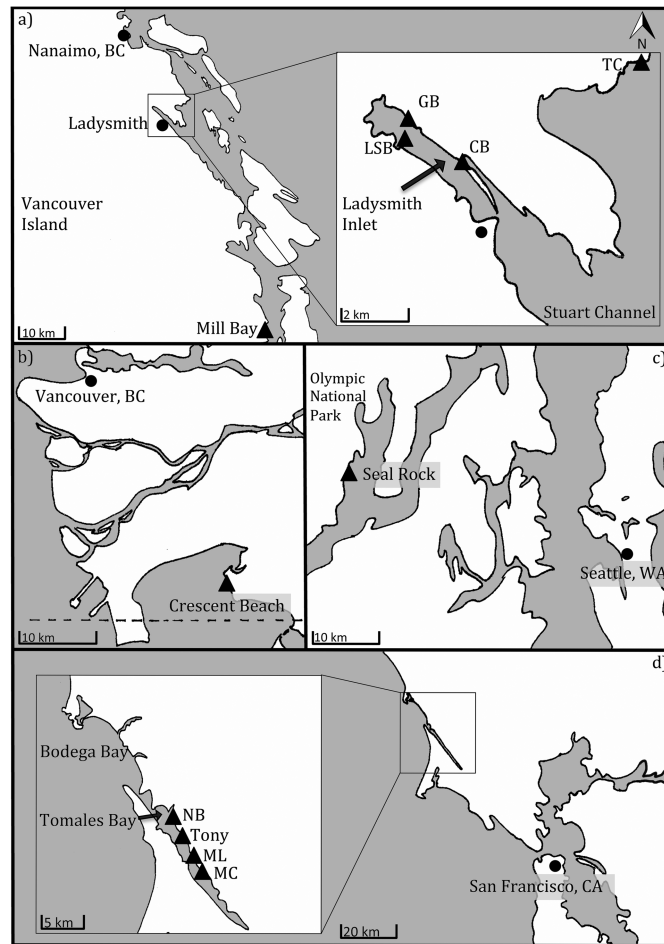 a)
Nanaimo, BC
Ladysmith
Vancouver
Island
10 km
Mill Bay
N
TC
GB
LSB
CB
Ladysmith
Inlet
2 km
Stuart Channel
b)
Vancouver, BC
Crescent Beach
10 km
c)
Olympic
National
Park
Seal Rock
Seattle, WA
10 km
d)
Bodega Bay
Tomales Bay
NB
Tony
ML
MC
5 km
San Francisco, CA
20 km